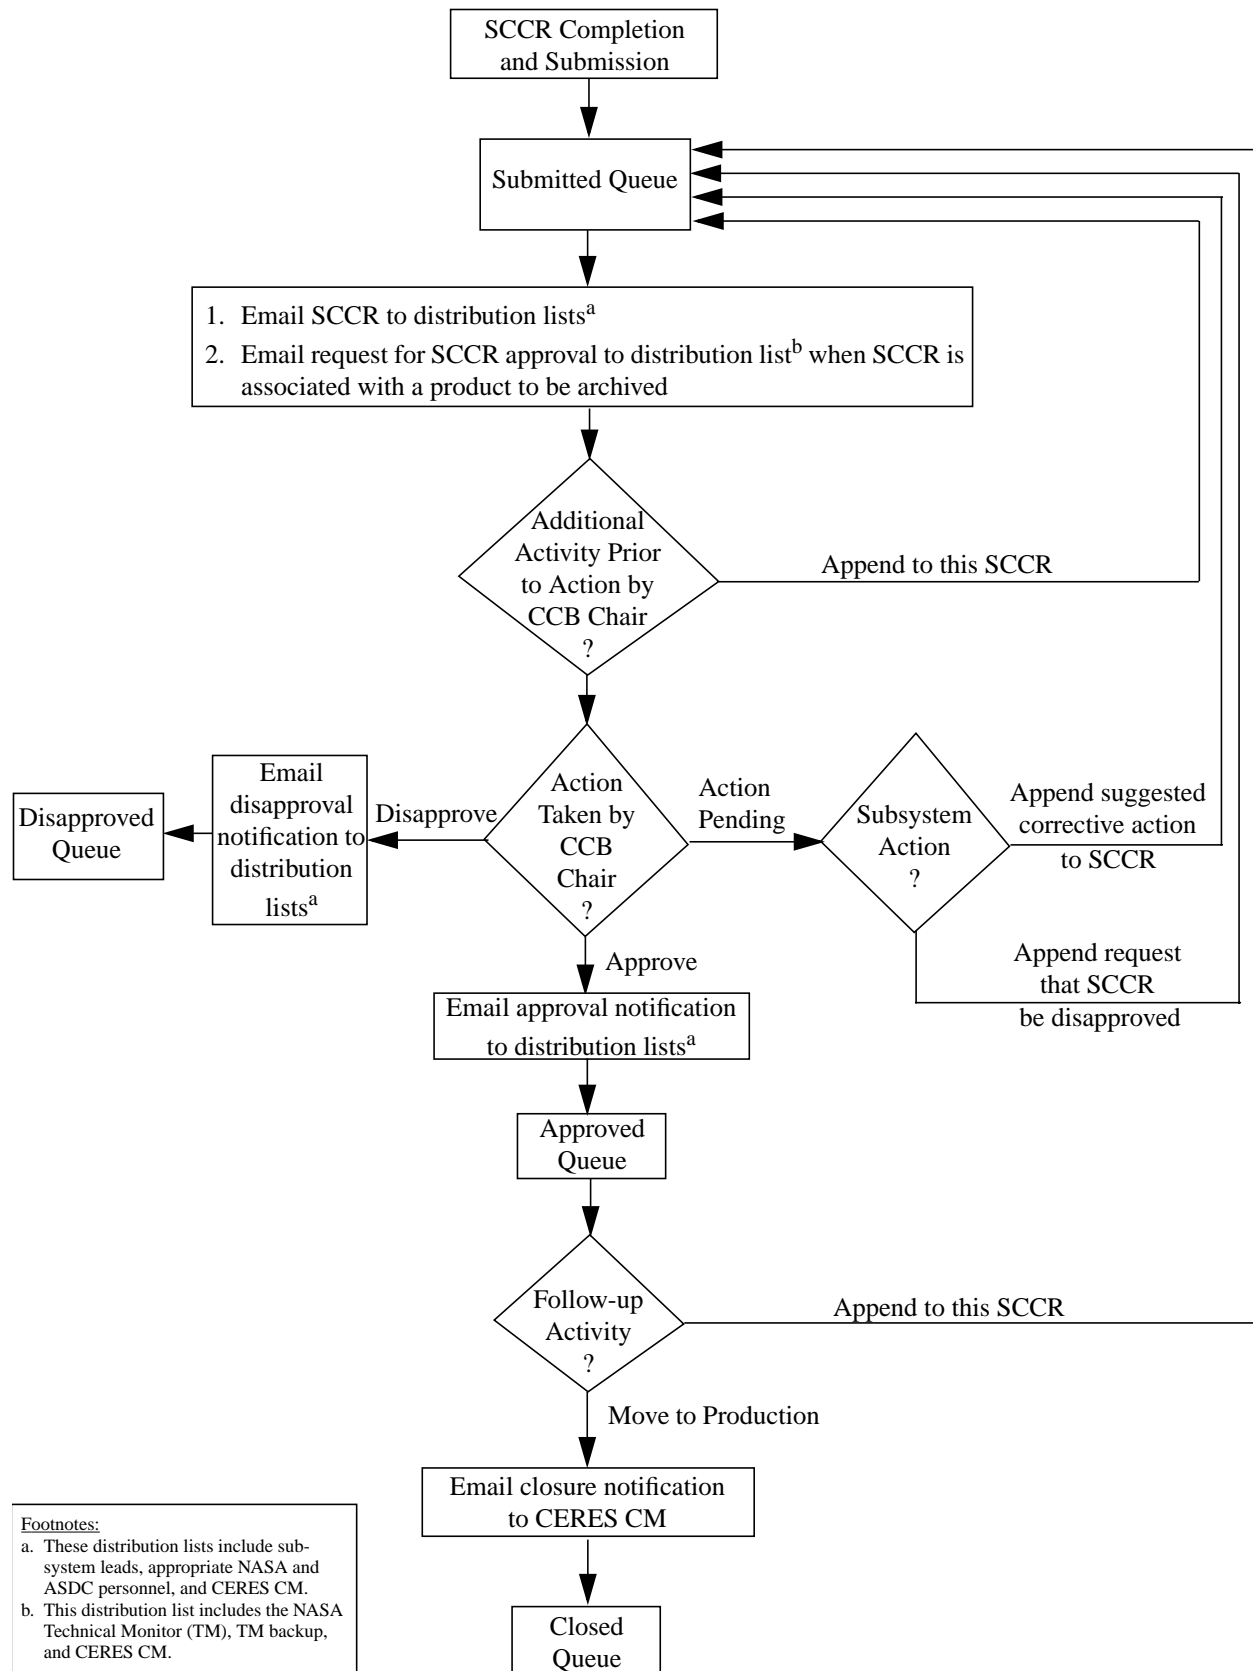 SCCR Completion
and Submission
Submitted Queue
1. Email SCCR to distribution listsa
2. Email request for SCCR approval to distribution listb when SCCR is
associated with a product to be archived
Additional
Activity Prior
to Action by
CCB Chair
?
Append to this SCCR
Action
Taken by
CCB
Chair
?
Disapprove
Email
disapproval
notification to
distribution
listsa
Disapproved
Queue
Action
Pending
Subsystem
Action
?
Append suggested
corrective action
to SCCR
Append request
that SCCR
be disapproved
Approve
Email approval notification
to distribution listsa
Approved
Queue
Follow-up
Activity
?
Append to this SCCR
Move to Production
Email closure notification
to CERES CM
Closed
Queue
Footnotes:
a. These distribution lists include sub-
system leads, appropriate NASA and
ASDC personnel, and CERES CM.
b. This distribution list includes the NASA
Technical Monitor (TM), TM backup,
and CERES CM.